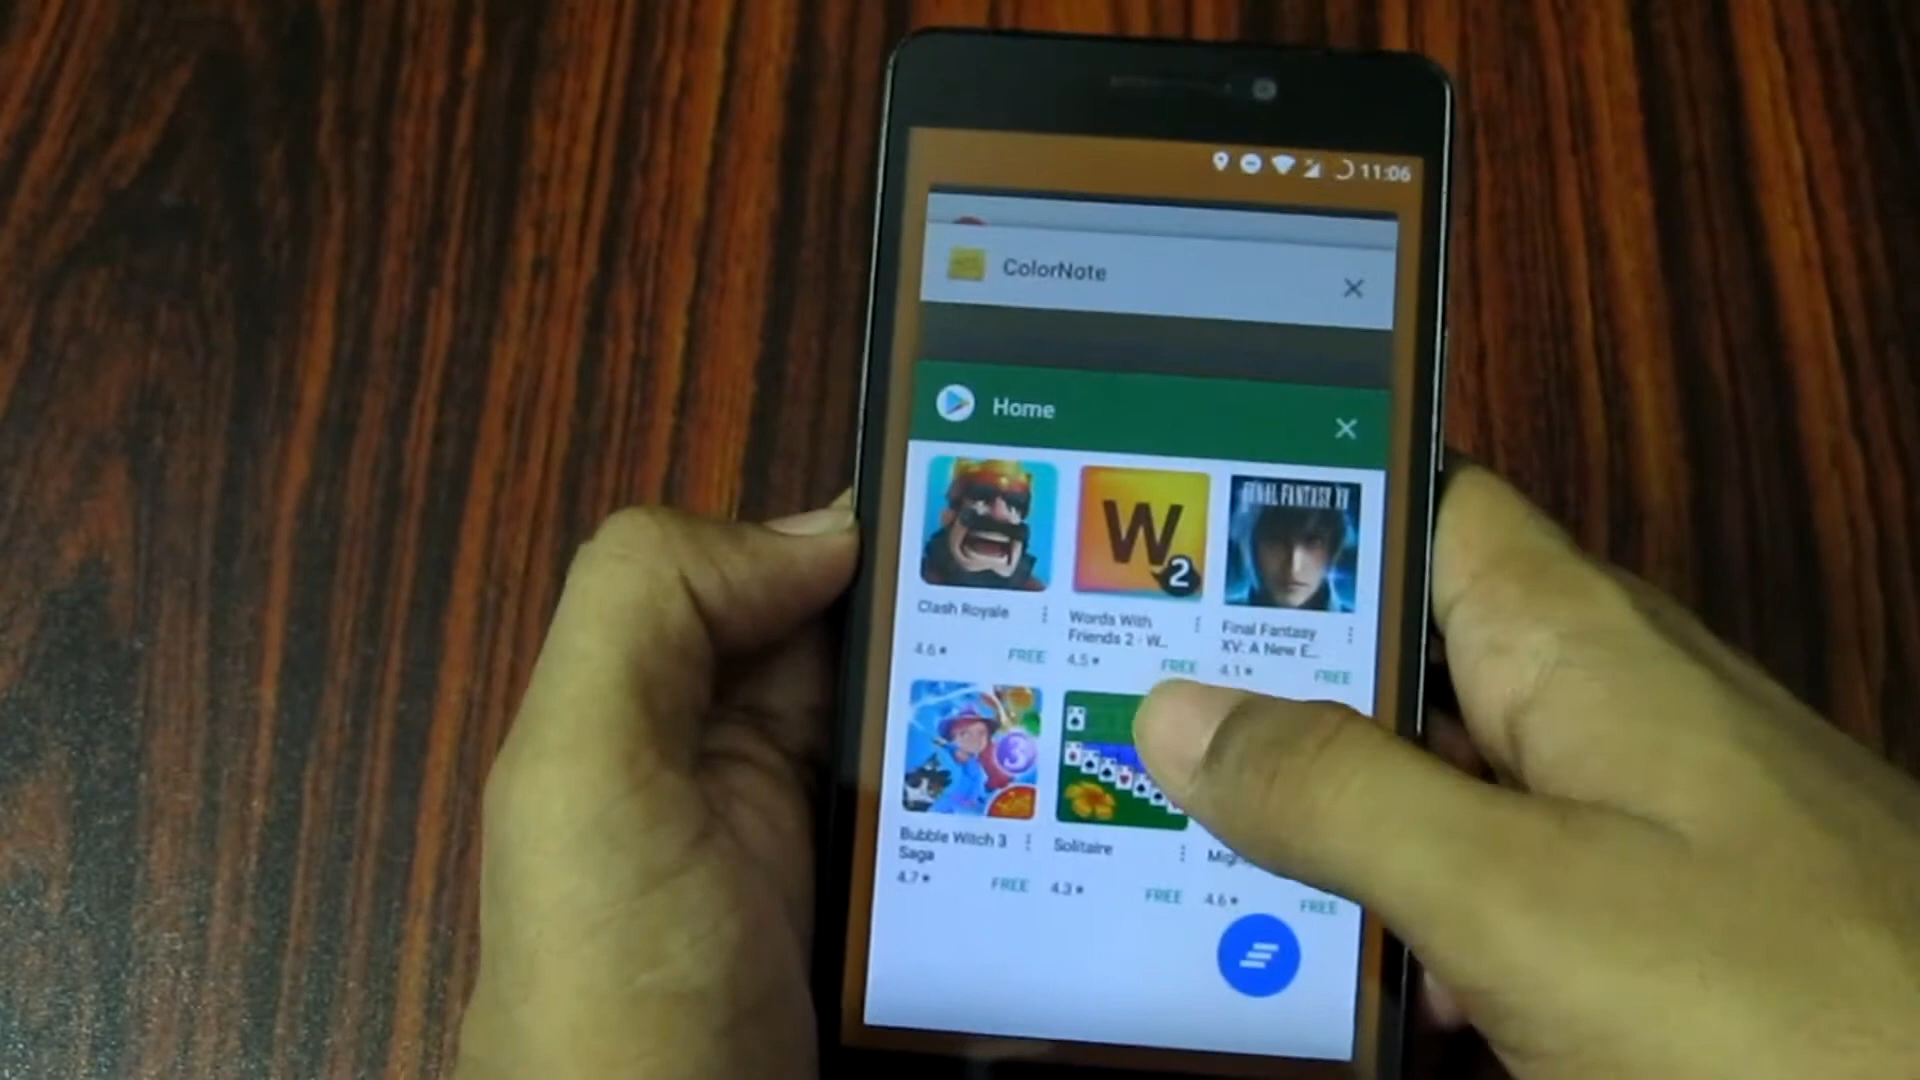 11:06
ColorNote
Home
FINAL FANTASY XV
W
2
Clash Royale
Words With
Friends 2 - W...
Final Fantasy
XV: A New E...
4.6
FREE
4.5
FREE
4.1
FREE
3
Bubble Witch 3
Saga
Solitaire
4.7
FREE
4.3
FREE
4.6
FREE